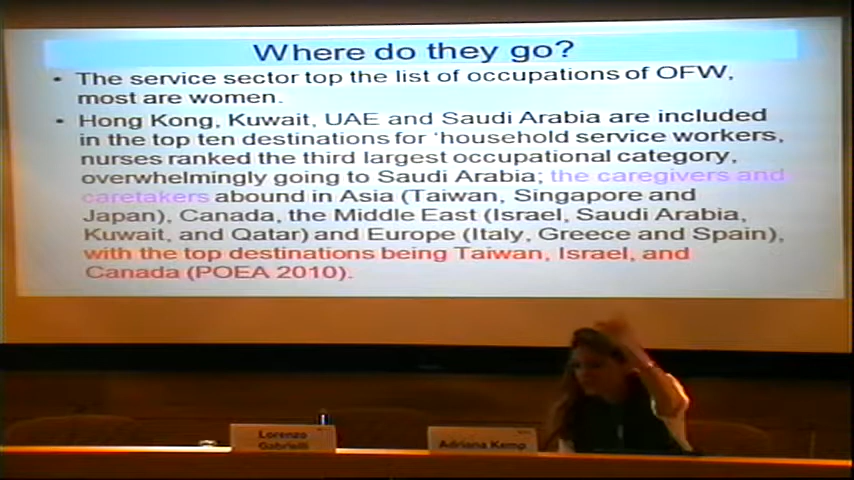 Where do they go?
• The service sector top the list of occupations of OFW,
most are women.
• Hong Kong, Kuwait, UAE and Saudi Arabia are included
in the top ten destinations for 'household service workers,
nurses ranked the third largest occupational category,
overwhelmingly going to Saudi Arabia; the caregivers and
caretakers abound in Asia (Taiwan, Singapore and
Japan), Canada, the Middle East (Israel, Saudi Arabia,
Kuwait, and Qatar) and Europe (Italy, Greece and Spain),
with the top destinations being Taiwan, Israel, and
Canada (POEA 2010).
Lorenzo
Gabrielli
Adriana Kemp